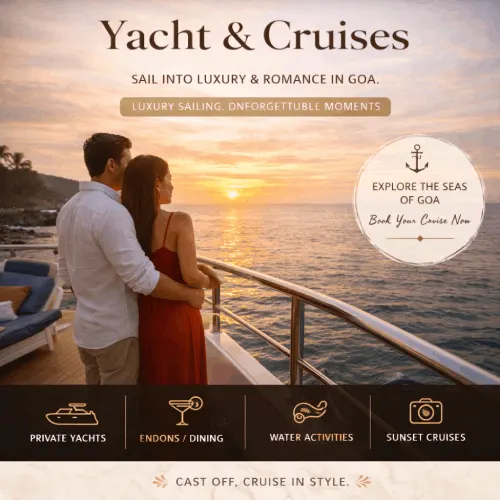 Yacht & Cruises
SAIL INTO LUXURY & ROMANCE IN GOA.
LUXURY SAILING. DNFORGETTUBLE MOMENTS
EXPLORE THE SEAS
OF GOA
Book Your Cruise Now
PRIVATE YACHTS
ENDONS / DINING
WATER ACTIVITIES
SUNSET CRUISES
CAST OFF, CRUISE IN STYLE.